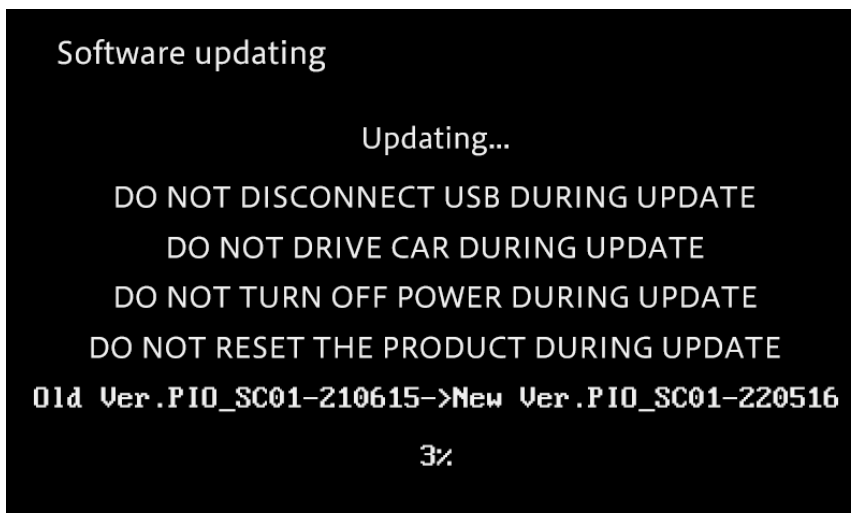 Software updating
Updating...
DO NOT DISCONNECT USB DURING UPDATE
DO NOT DRIVE CAR DURING UPDATE
DO NOT TURN OFF POWER DURING UPDATE
DO NOT RESET THE PRODUCT DURING UPDATE
Old Ver.PIO_SC01-210615->New Ver.PIO_SC01-220516
3%